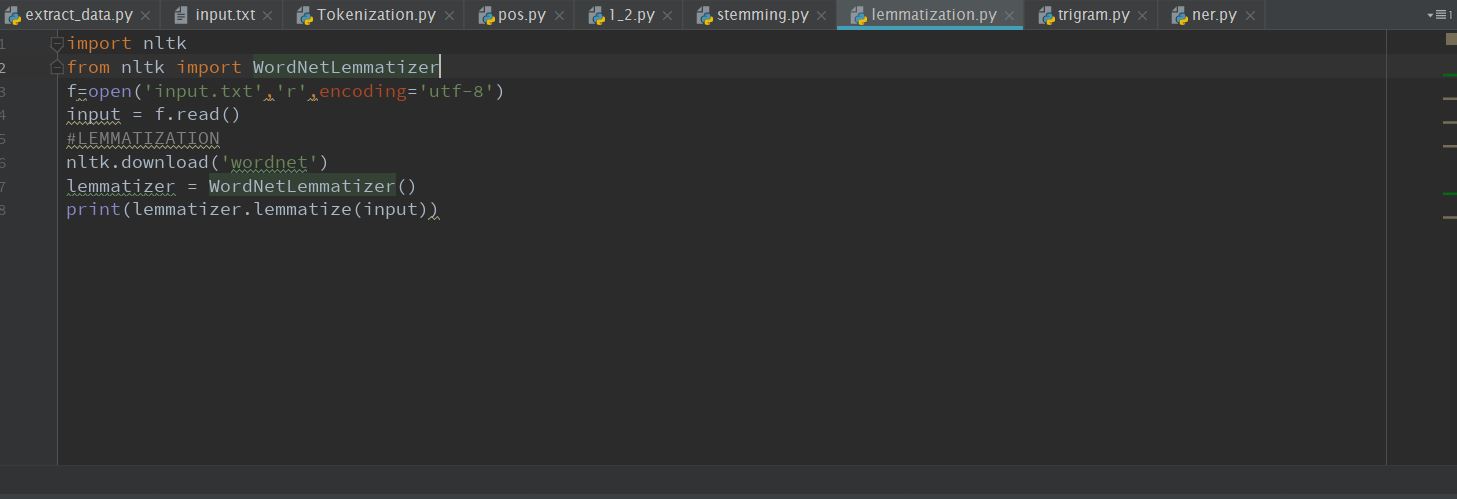 extract_data.py input.txt Tokenization.py pos.py 1_2.py stemming.py lemmatization.py trigram.py ner.py 1
1 import nltk
2 from nltk import WordNetLemmatizer
3 f=open('input.txt','r',encoding='utf-8')
4 input = f.read()
5 #LEMMATIZATION
6 nltk.download('wordnet')
7 lemmatizer = WordNetLemmatizer()
8 print(lemmatizer.lemmatize(input))